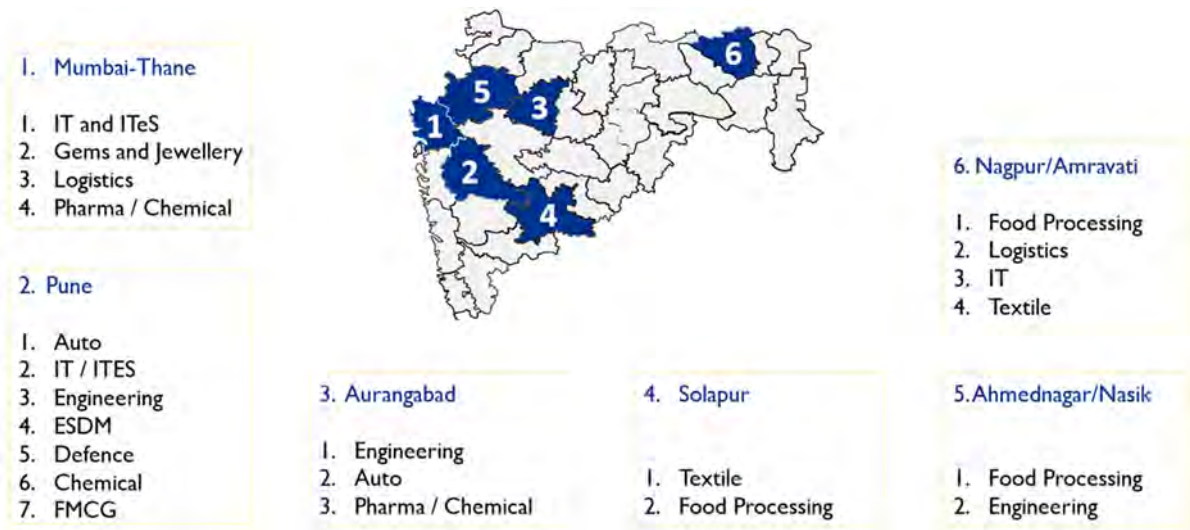 1. Mumbai-Thane
1. IT and ITeS
2. Gems and Jewellery
3. Logistics
4. Pharma / Chemical
2. Pune
1. Auto
2. IT / ITES
3. Engineering
4. ESDM
5. Defence
6. Chemical
7. FMCG
6
5
3
1
2
4
3. Aurangabad
1. Engineering
2. Auto
3. Pharma / Chemical
4. Solapur
1. Textile
2. Food Processing
6. Nagpur/Amravati
1. Food Processing
2. Logistics
3. IT
4. Textile
5.Ahmednagar/Nasik
1. Food Processing
2. Engineering